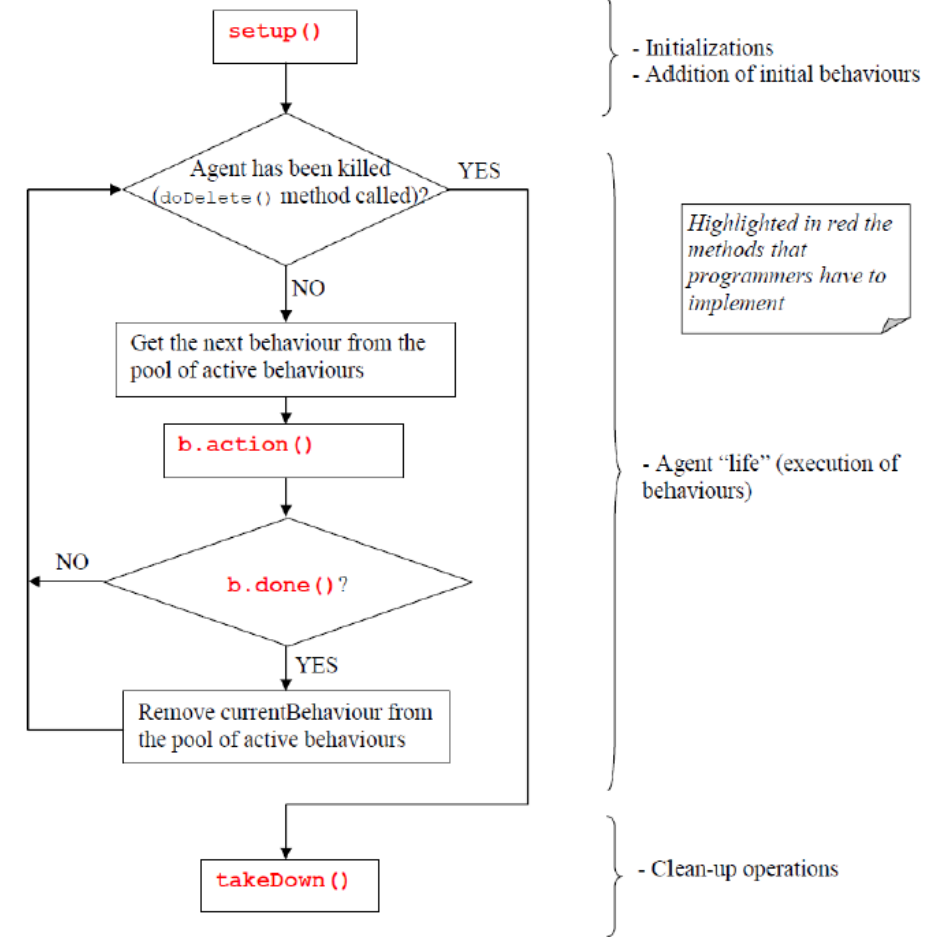 setup()
- Initializations
- Addition of initial behaviours
Agent has been killed
(doDelete() method called)?
YES
Highlighted in red the
methods that
programmers have to
implement
NO
Get the next behaviour from the
pool of active behaviours
b.action()
- Agent “life” (execution of
behaviours)
NO
b.done()?
YES
Remove currentBehaviour from
the pool of active behaviours
takeDown()
- Clean-up operations